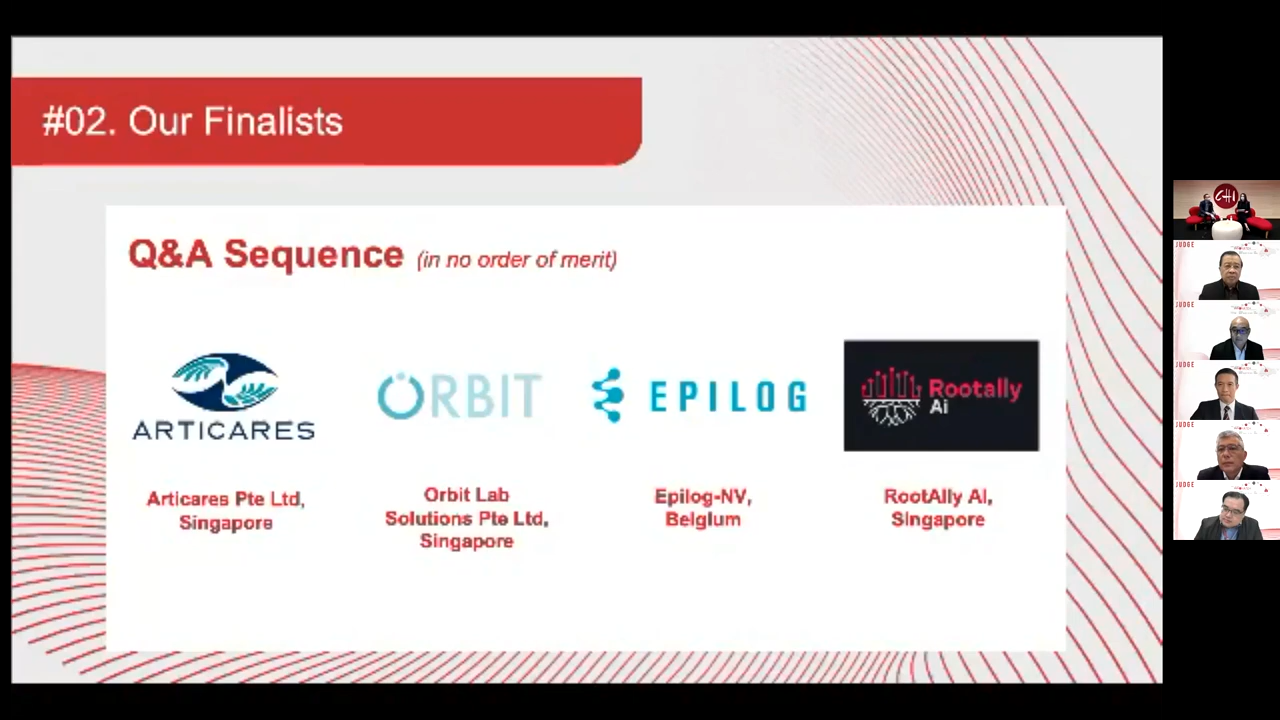 #02. Our Finalists
Q&A Sequence (in no order of merit)
ARTICARES
ORBIT
EPILOG
Rootally
Ai
Articares Pte Ltd,
Singapore
Orbit Lab
Solutions Pte Ltd,
Singapore
Epilog-NV,
Belgium
RootAlly AI,
Singapore
CHI
JUDGE
JUDGE
JUDGE
JUDGE
JUDGE